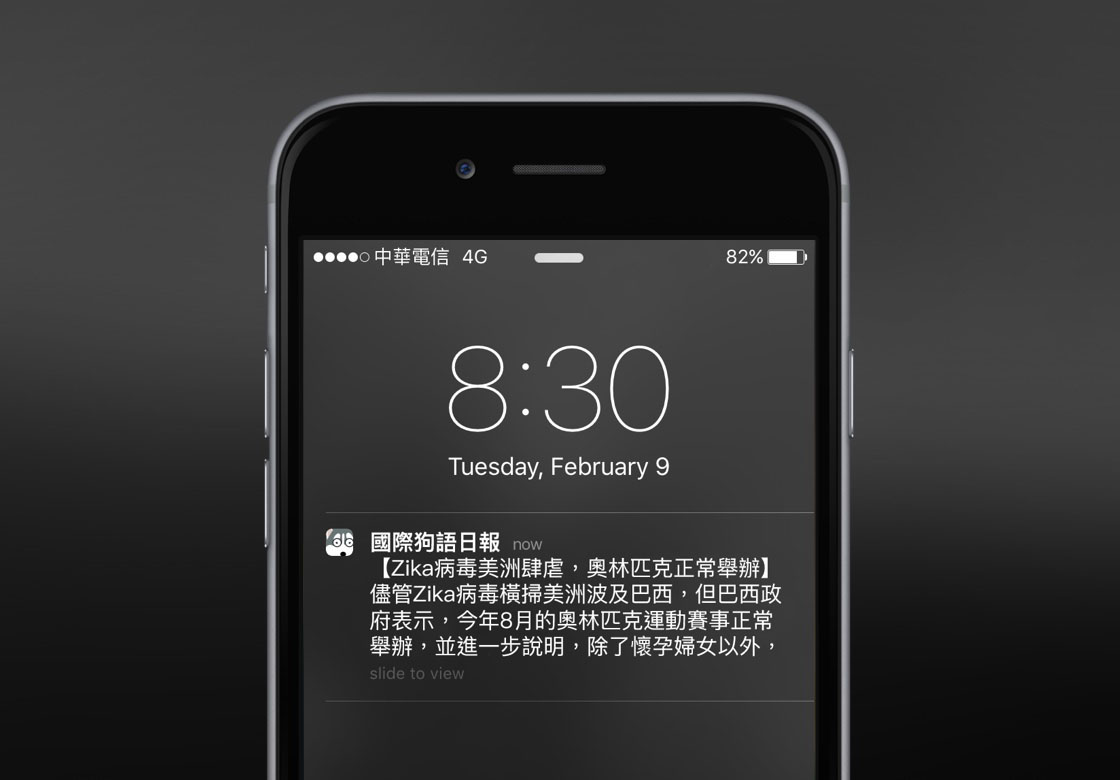 中華電信 4G 82%
8:30
Tuesday, February 9
國際狗語日報 now
【Zika病毒美洲肆虐，奧林匹克正常舉辦】
儘管Zika病毒橫掃美洲波及巴西，但巴西政
府表示，今年8月的奧林匹克運動賽事正常
舉辦，並進一步說明，除了懷孕婦女以外，
slide to view